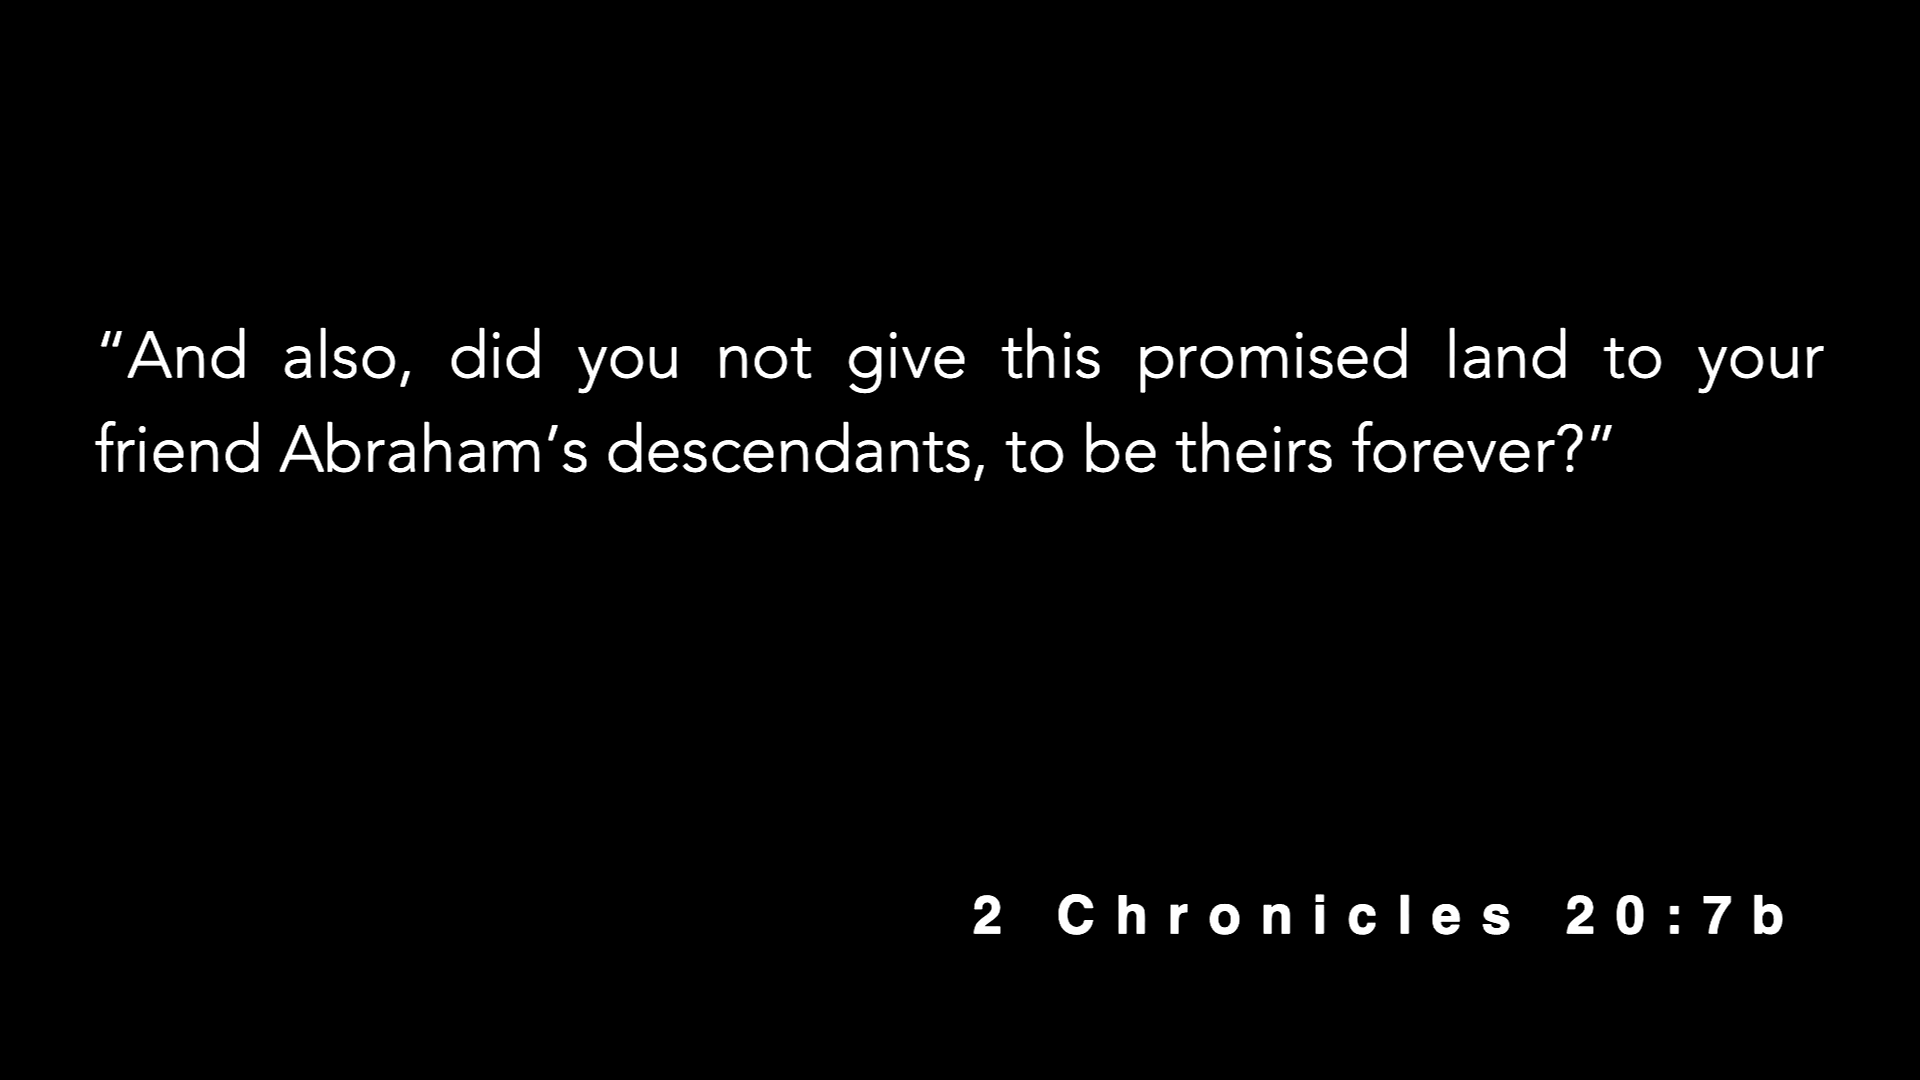 “And also, did you not give this promised land to your
friend Abraham’s descendants, to be theirs forever?”
2 Chronicles 20:7b